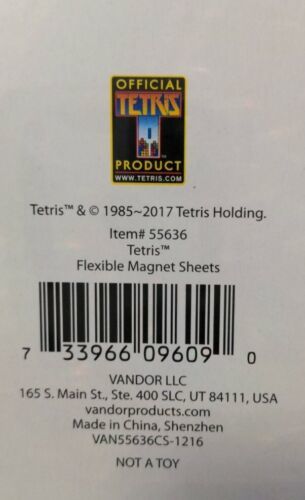 OFFICIAL
TETRIS
PRODUCT
WWW.TETRIS.COM
Tetris™ & © 1985~2017 Tetris Holding.
Item# 55636
Tetris™
Flexible Magnet Sheets
7 33966 09609 0
VANDOR LLC
165 S. Main St., Ste. 400 SLC, UT 84111, USA
vandorproducts.com
Made in China, Shenzhen
VAN55636CS-1216
NOT A TOY